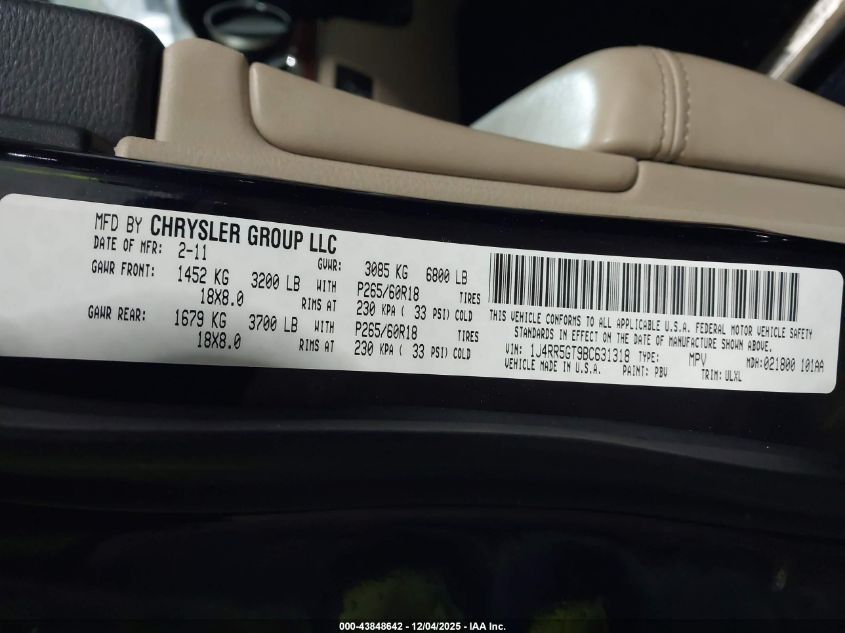 MFD BY CHRYSLER GROUP LLC
DATE OF MFR: 2-11 GVWR: 3085 KG 6800 LB
GAWR FRONT: 1452 KG 3200 LB WITH P265/60R18 TIRES
18X8.0 RIMS AT 230 KPA ( 33 PSI) COLD
GAWR REAR: 1679 KG 3700 LB WITH P265/60R18 TIRES
18X8.0 RIMS AT 230 KPA ( 33 PSI) COLD
THIS VEHICLE CONFORMS TO ALL APPLICABLE U.S.A. FEDERAL MOTOR VEHICLE SAFETY
STANDARDS IN EFFECT ON THE DATE OF MANUFACTURE SHOWN ABOVE.
VIN: 1J4RR5GT9BC631318 TYPE: MPV MDH:021800 101AA
VEHICLE MADE IN U.S.A. PAINT: PBV TRIM: ULXL
000-43848642 - 12/04/2025 - IAA Inc.